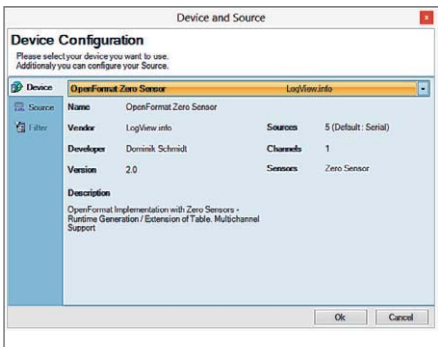 Device and Source
Device Configuration
Please select your device you want to use.
Additionaly you can configure your Source.
Device
OpenFormat Zero Sensor LogView.info
Source
Name OpenFormat Zero Sensor
Filter
Vendor LogView.info Sources 5 (Default : Serial)
Developer Dominik Schmidt Channels 1
Version 2.0 Sensors Zero Sensor
Description
OpenFormat Implementation with Zero Sensors -
Runtime Generation / Extension of Table. Multichannel
Support
Ok Cancel